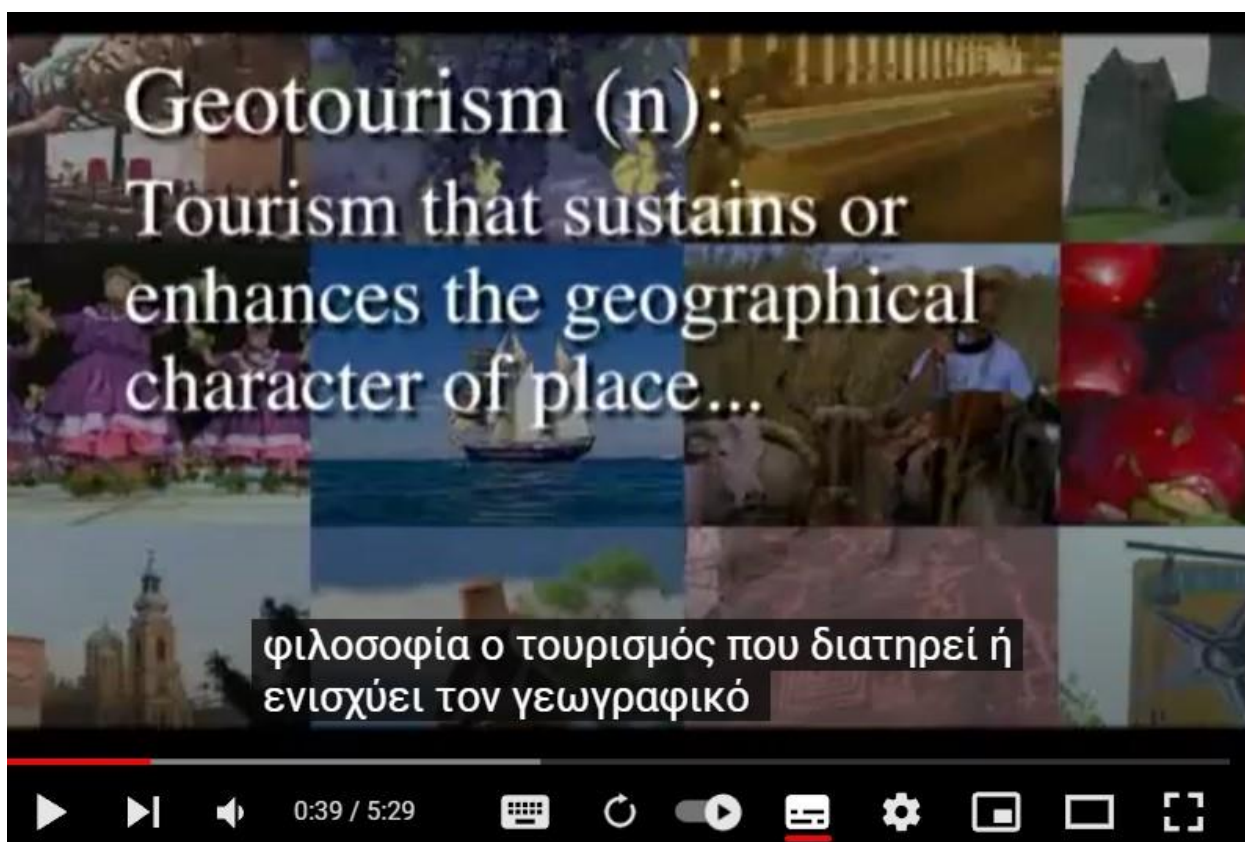 Geotourism (n):
Tourism that sustains or
enhances the geographical
character of place...
φιλοσοφία ο τουρισμός που διατηρεί ή
ενισχύει τον γεωγραφικό
0:39 / 5:29